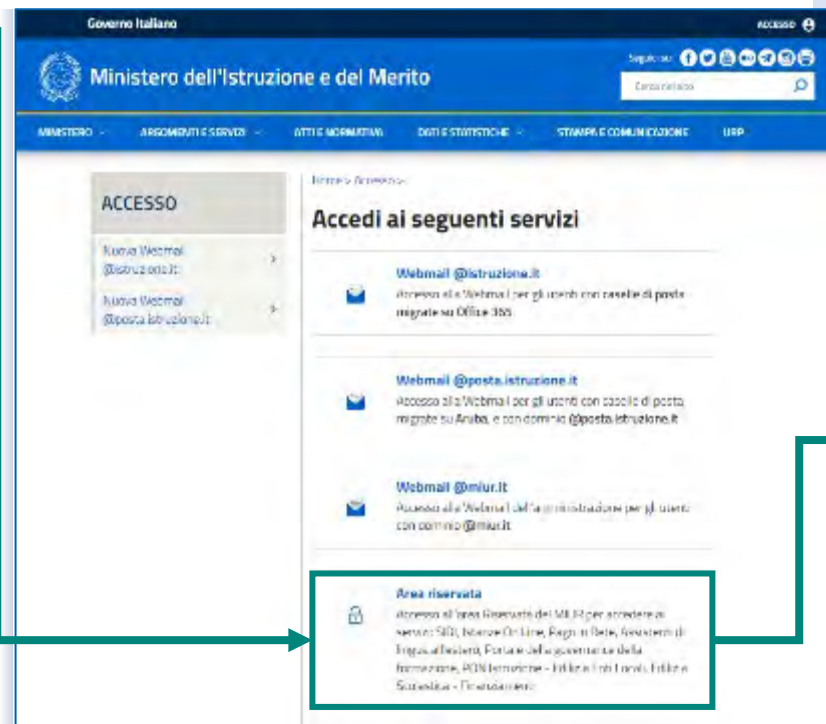 Governo Italiano
ACCESSO
Ministero dell'Istruzione e del Merito
Seguici su:
Cerca nel sito
MINISTERO
ARGOMENTI E SERVIZI
ATTI E NORMATIVA
DATI E STATISTICHE
STAMPA E COMUNICAZIONE
URP
Home > Accesso >
ACCESSO
Accedi ai seguenti servizi
Nuova Webmail
@istruzione.it
Nuova Webmail
@posta.istruzione.it
Webmail @istruzione.it
Accesso alla Webmail per gli utenti con caselle di posta
migrate su Office 365
Webmail @posta.istruzione.it
Accesso alla Webmail per gli utenti con caselle di posta
migrate su Aruba, e con dominio @posta.istruzione.it
Webmail @miur.it
Accesso alla Webmail dell'amministrazione per gli utenti
con dominio @miur.it
Area riservata
Accesso all'area Riservata del MIUR per accedere ai
servizi: SIDI, Istanze On Line, Pago in Rete, Assistenti di
lingua all'estero, Portale della governance della
formazione, PON Istruzione - Edilizia Enti Locali, Edilizia
Scolastica - Finanziamenti